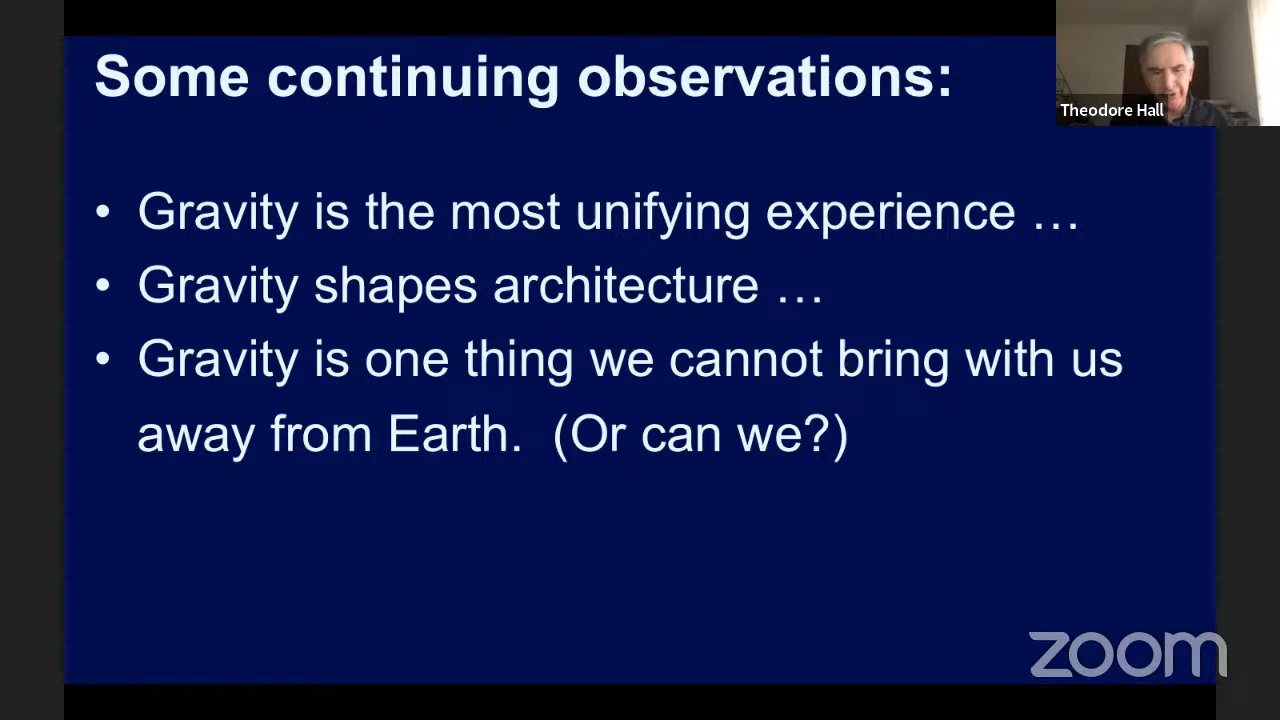 Some continuing observations:
Theodore Hall
• Gravity is the most unifying experience …
• Gravity shapes architecture …
• Gravity is one thing we cannot bring with us
away from Earth.  (Or can we?)
zoom